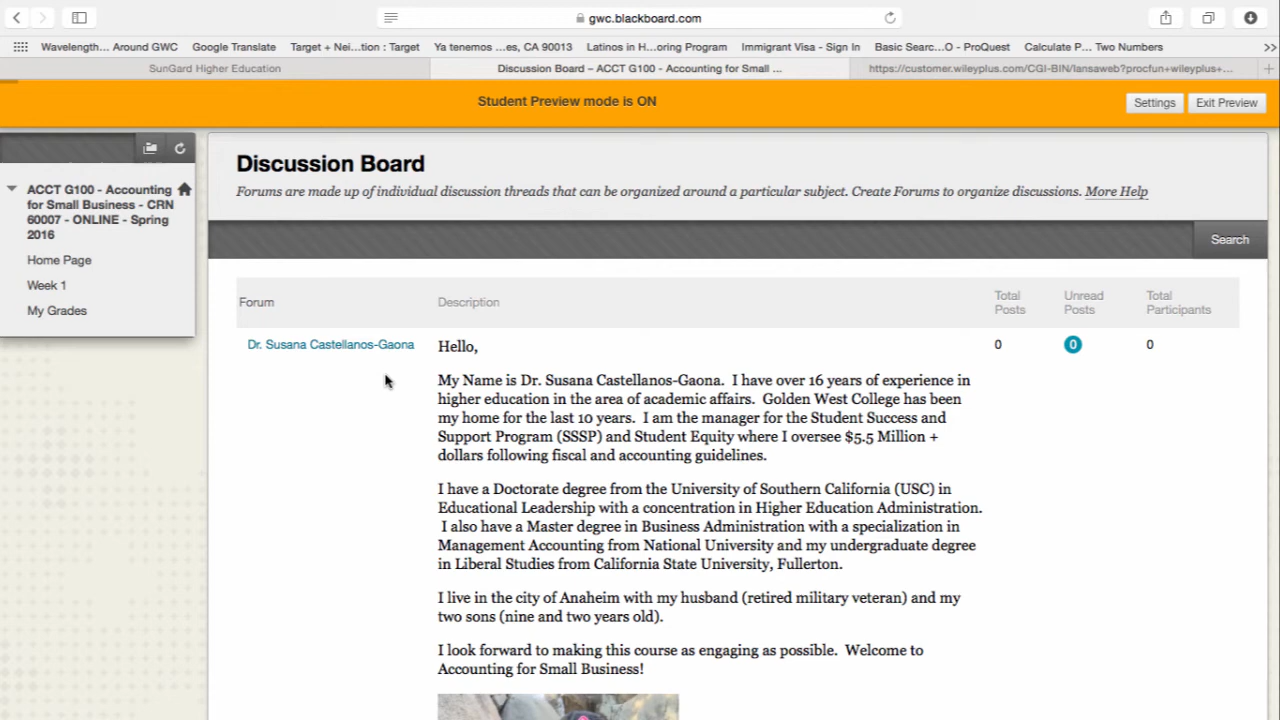 gwc.blackboard.com
Wavelength... Around GWC Google Translate Target + Nei...tion : Target Ya tenemos ...es, CA 90013 Latinos in H...oring Program Immigrant Visa - Sign In Basic Searc...O - ProQuest Calculate P... Two Numbers >>
SunGard Higher Education Discussion Board – ACCT G100 - Accounting for Small ... https://customer.wileyplus.com/CGI-BIN/lansaweb?procfun+wileyplus+... +
Student Preview mode is ON Settings Exit Preview
Discussion Board
Forums are made up of individual discussion threads that can be organized around a particular subject. Create Forums to organize discussions. More Help
Search
ACCT G100 - Accounting
for Small Business - CRN
60007 - ONLINE - Spring
2016
Home Page
Week 1
My Grades
Forum Description Total Posts Unread Posts Total Participants
Dr. Susana Castellanos-Gaona Hello, 0 0 0
My Name is Dr. Susana Castellanos-Gaona. I have over 16 years of experience in
higher education in the area of academic affairs. Golden West College has been
my home for the last 10 years. I am the manager for the Student Success and
Support Program (SSSP) and Student Equity where I oversee $5.5 Million +
dollars following fiscal and accounting guidelines.
I have a Doctorate degree from the University of Southern California (USC) in
Educational Leadership with a concentration in Higher Education Administration.
I also have a Master degree in Business Administration with a specialization in
Management Accounting from National University and my undergraduate degree
in Liberal Studies from California State University, Fullerton.
I live in the city of Anaheim with my husband (retired military veteran) and my
two sons (nine and two years old).
I look forward to making this course as engaging as possible. Welcome to
Accounting for Small Business!